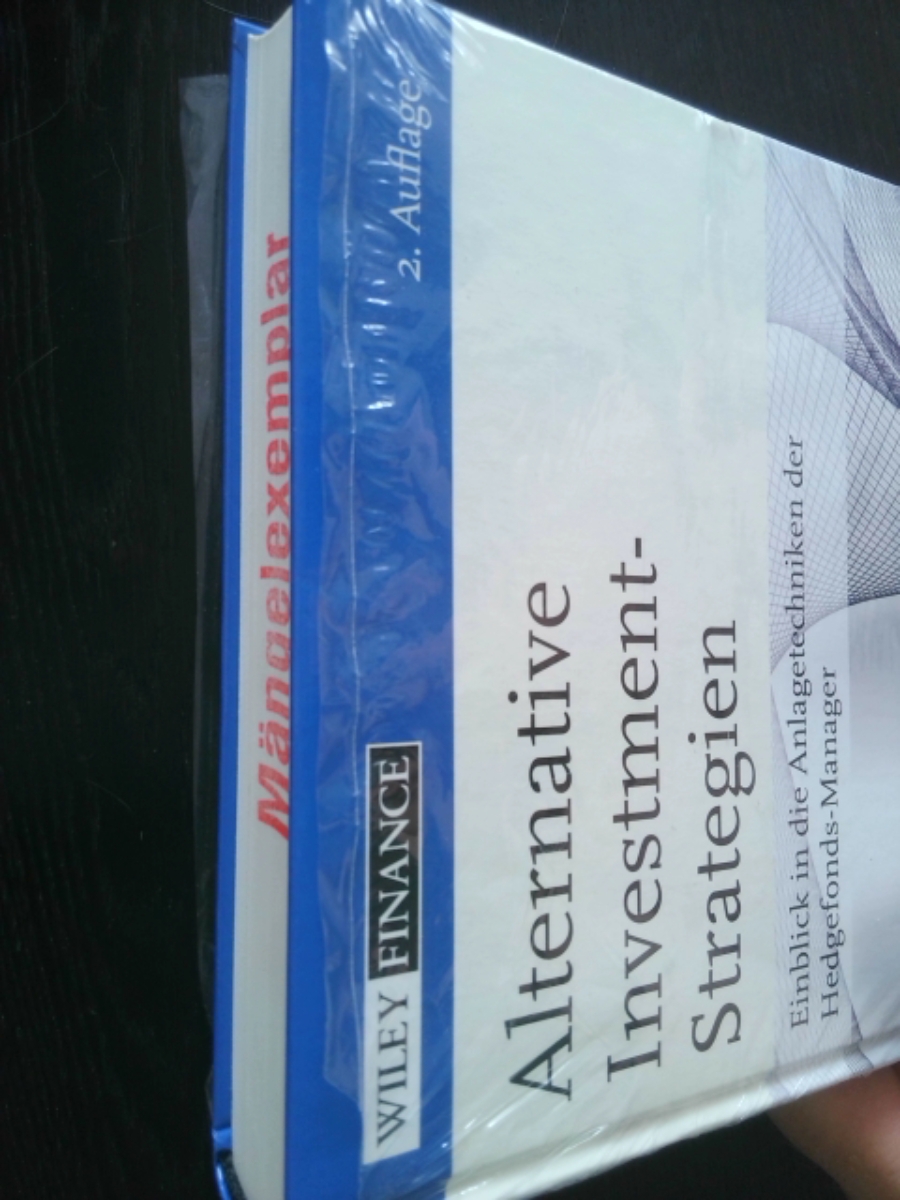 Mängelexemplar
2. Auflage
WILEY FINANCE
Alternative
Investment-
Strategien
Einblick in die Anlagetechniken der
Hedgefonds-Manager